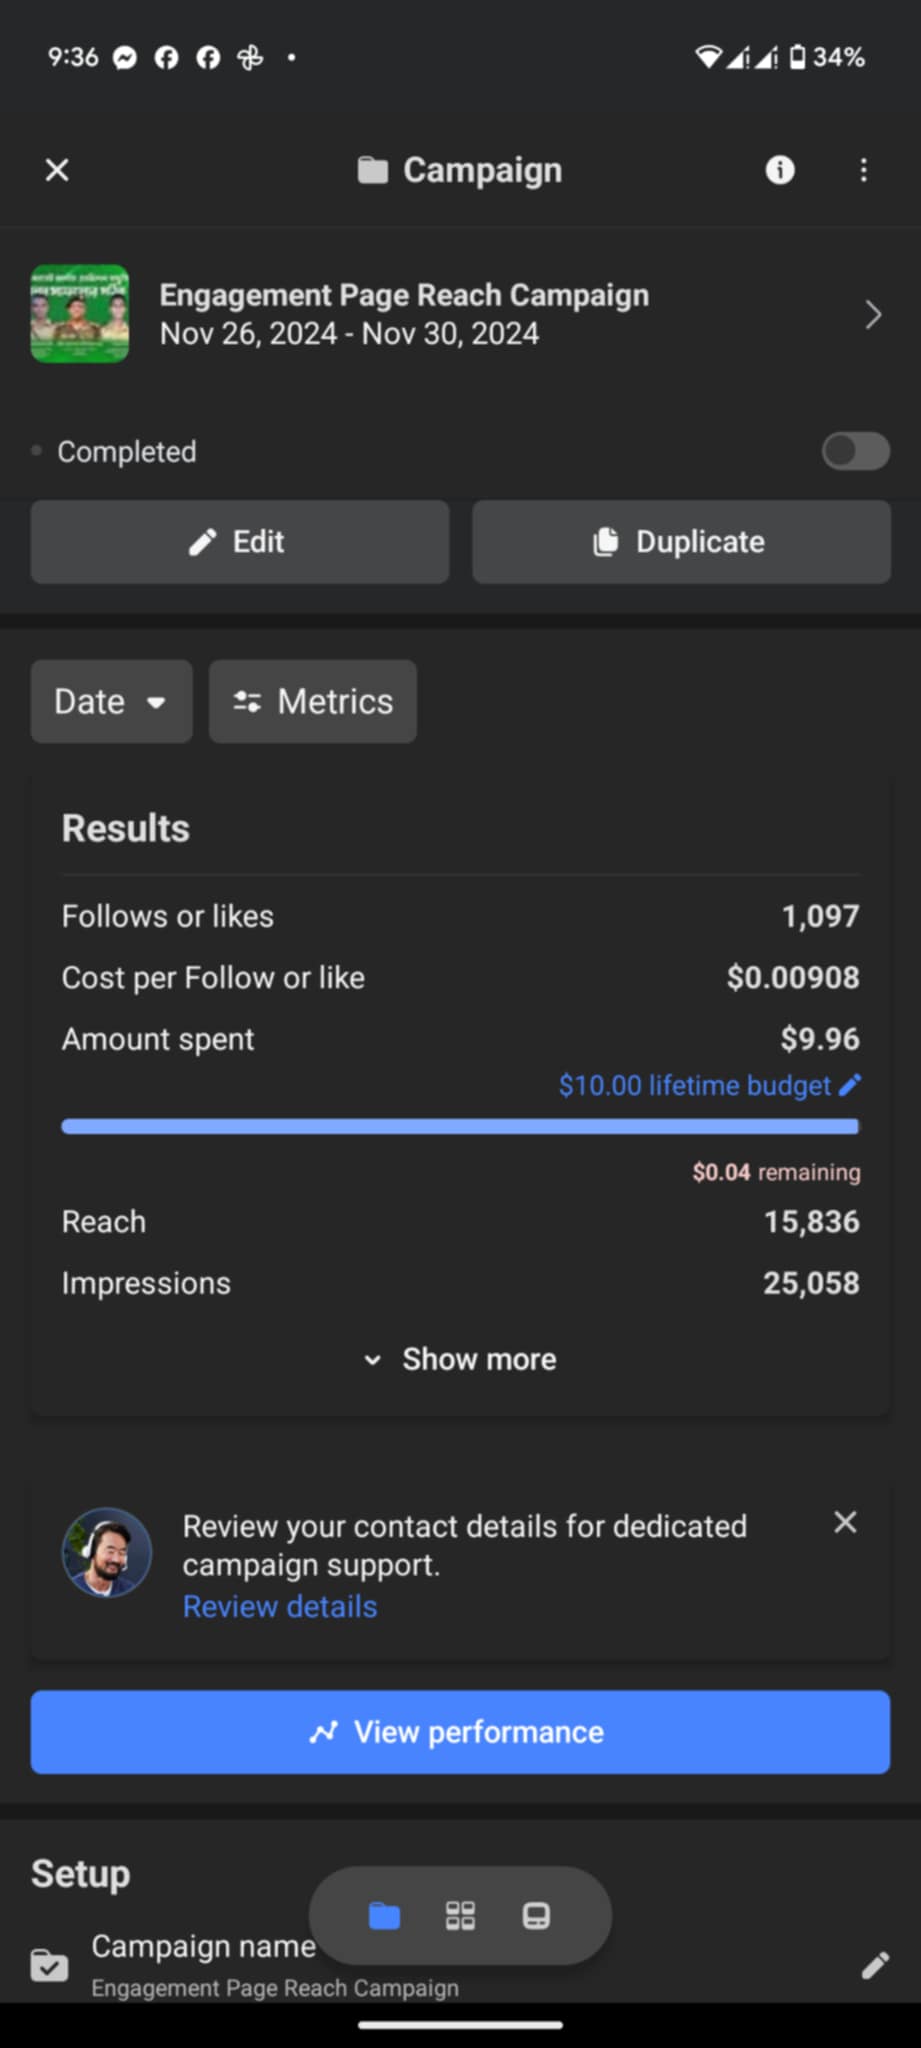 9:36
34%
Campaign
Engagement Page Reach Campaign
Nov 26, 2024 - Nov 30, 2024
Completed
Edit
Duplicate
Date
Metrics
Results
Follows or likes 1,097
Cost per Follow or like $0.00908
Amount spent $9.96
$10.00 lifetime budget
$0.04 remaining
Reach 15,836
Impressions 25,058
Show more
Review your contact details for dedicated
campaign support.
Review details
View performance
Setup
Campaign name
Engagement Page Reach Campaign